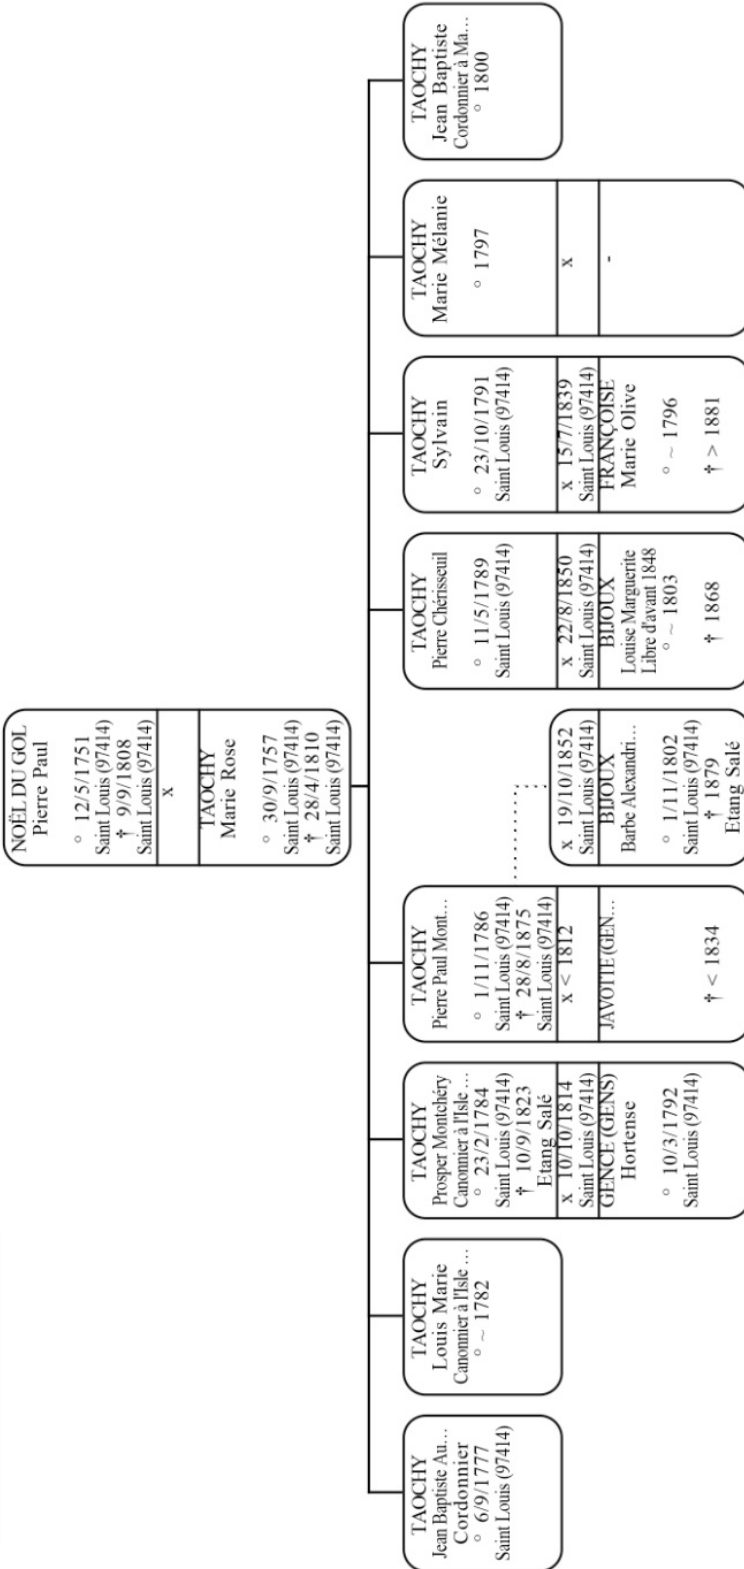 NOËL DU GOL
Pierre Paul
° 12/5/1751
Saint Louis (97414)
† 9/9/1808
Saint Louis (97414)
x
TAOCHY
Marie Rose
° 30/9/1757
Saint Louis (97414)
† 28/4/1810
Saint Louis (97414)
TAOCHY
Jean Baptiste Au...
Cordonnier
° 6/9/1777
Saint Louis (97414)
TAOCHY
Louis Marie
Canonnier à l'Isle ...
° ~ 1782
TAOCHY
Prosper Montchéry
Canonnier à l'Isle ...
° 23/2/1784
Saint Louis (97414)
† 10/9/1823
Etang Salé
x 10/10/1814
Saint Louis (97414)
GENCE (GENS)
Hortense
° 10/3/1792
Saint Louis (97414)
TAOCHY
Pierre Paul Mont...
° 1/11/1786
Saint Louis (97414)
† 28/8/1875
Saint Louis (97414)
x < 1812
JAVOTTE (GEN...
† < 1834
x 19/10/1852
Saint Louis (97414)
BIJOUX
Barbe Alexandri...
° 1/11/1802
Saint Louis (97414)
† 1879
Etang Salé
TAOCHY
Pierre Chérisseuil
° 11/5/1789
Saint Louis (97414)
x 22/8/1850
Saint Louis (97414)
BIJOUX
Louise Marguerite
Libre d'avant 1848
° ~ 1803
† 1868
TAOCHY
Sylvain
° 23/10/1791
Saint Louis (97414)
x 15/7/1839
Saint Louis (97414)
FRANÇOISE
Marie Olive
° ~ 1796
† > 1881
TAOCHY
Marie Mélanie
° 1797
x
-
TAOCHY
Jean Baptiste
Cordonnier à Ma...
° 1800